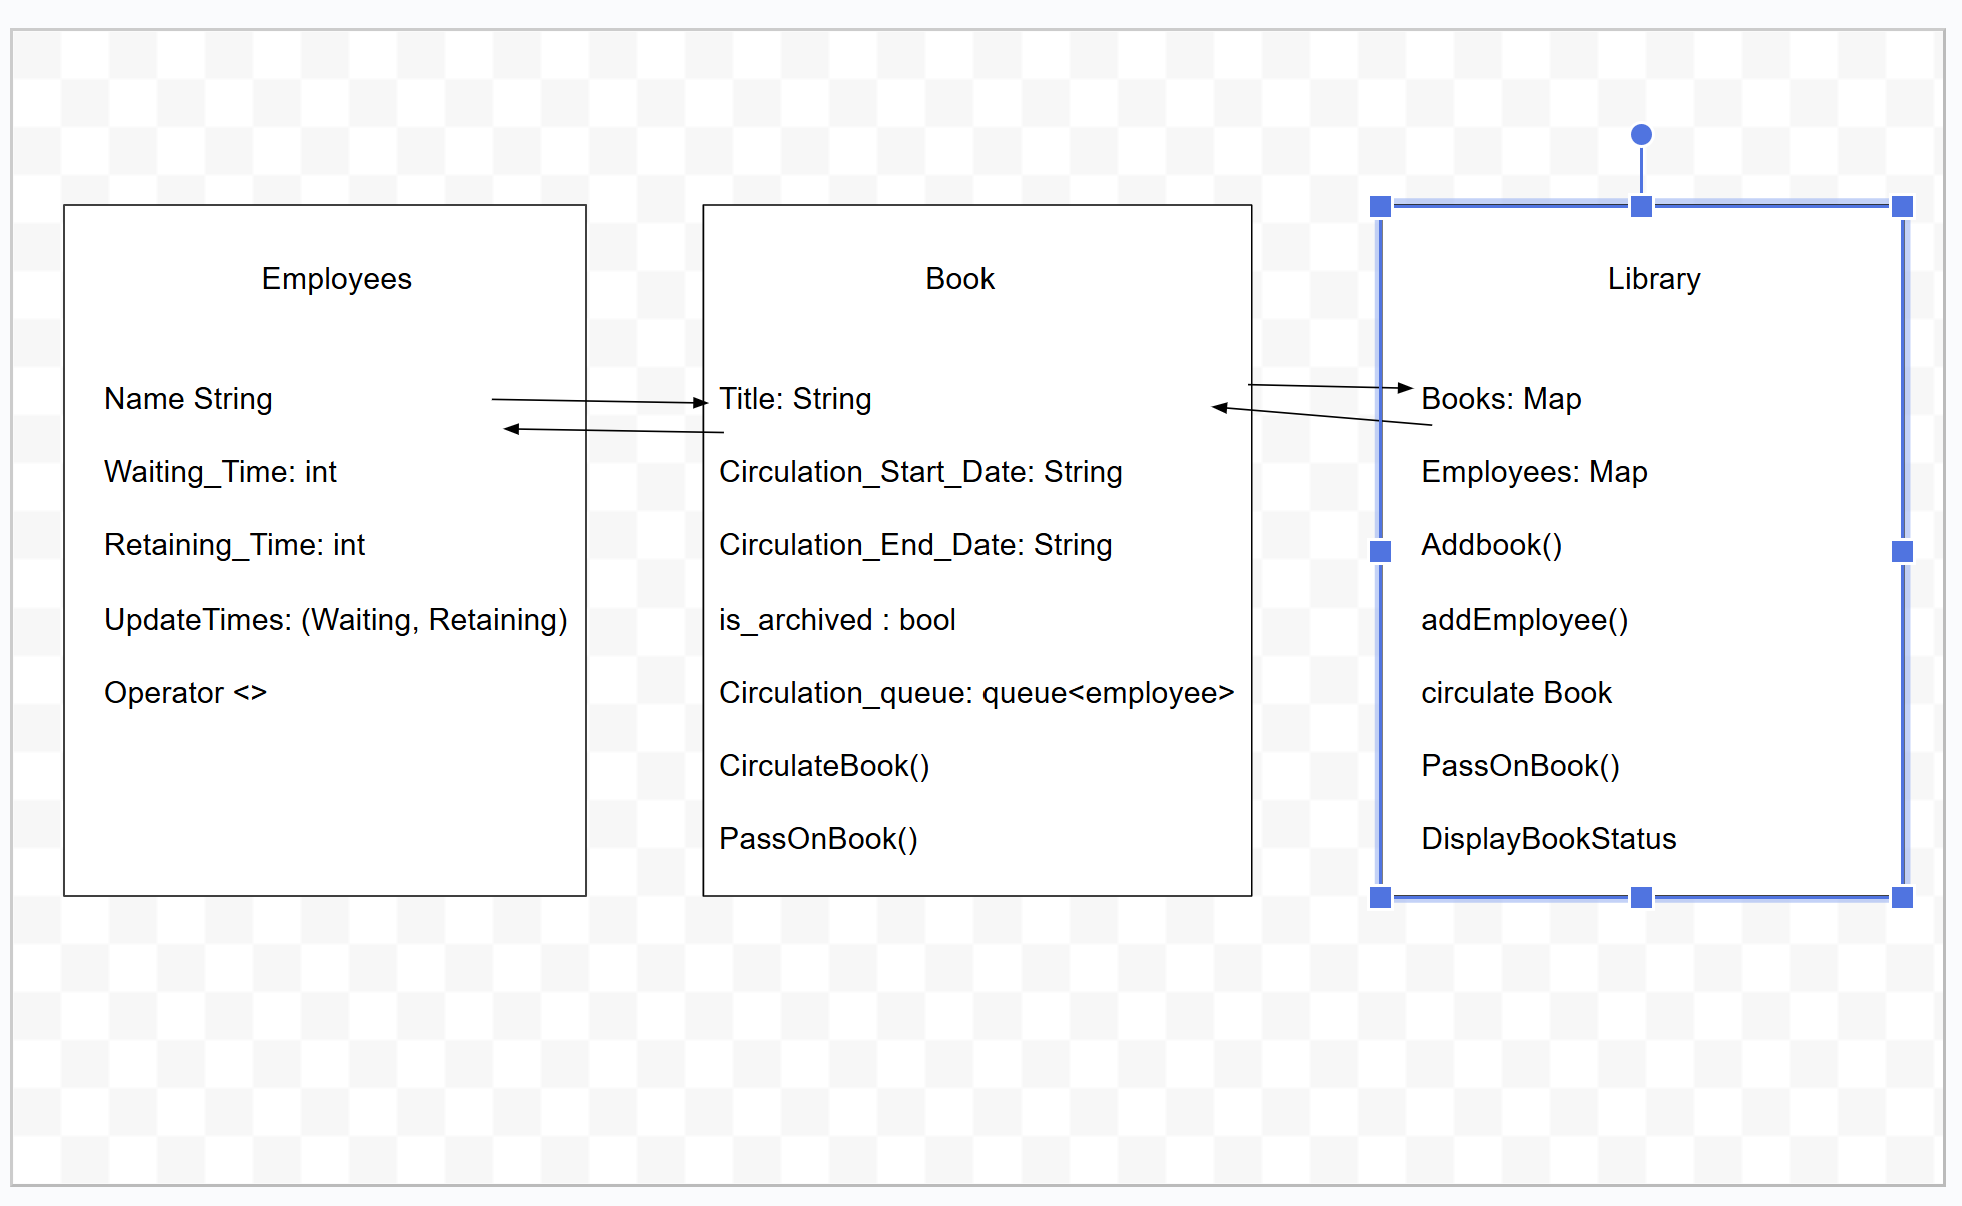 Employees
Name String
Waiting_Time: int
Retaining_Time: int
UpdateTimes: (Waiting, Retaining)
Operator <>
Book
Title: String
Circulation_Start_Date: String
Circulation_End_Date: String
is_archived : bool
Circulation_queue: queue<employee>
CirculateBook()
PassOnBook()
Library
Books: Map
Employees: Map
Addbook()
addEmployee()
circulate Book
PassOnBook()
DisplayBookStatus